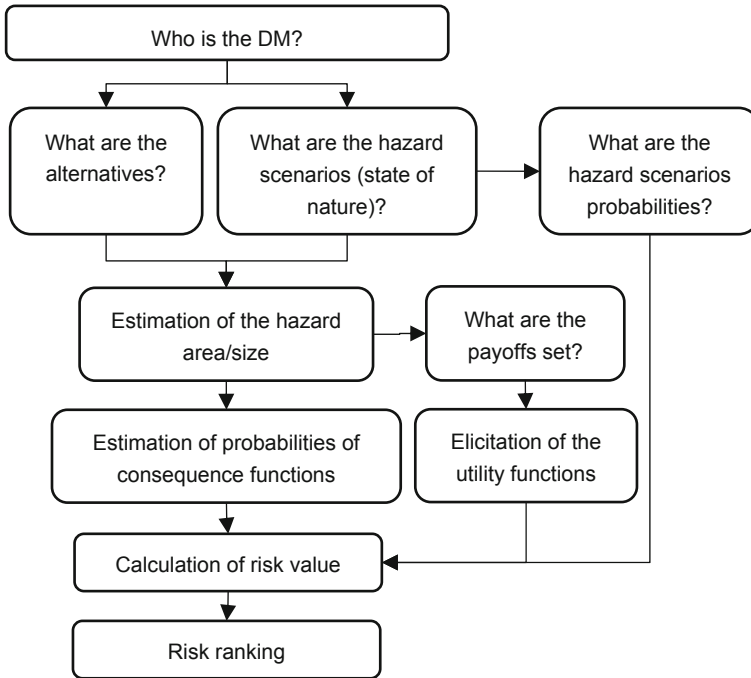 Who is the DM?
What are the
alternatives?
What are the hazard
scenarios (state of
nature)?
What are the
hazard scenarios
probabilities?
Estimation of the hazard
area/size
What are the
payoffs set?
Estimation of probabilities of
consequence functions
Elicitation of the
utility functions
Calculation of risk value
Risk ranking